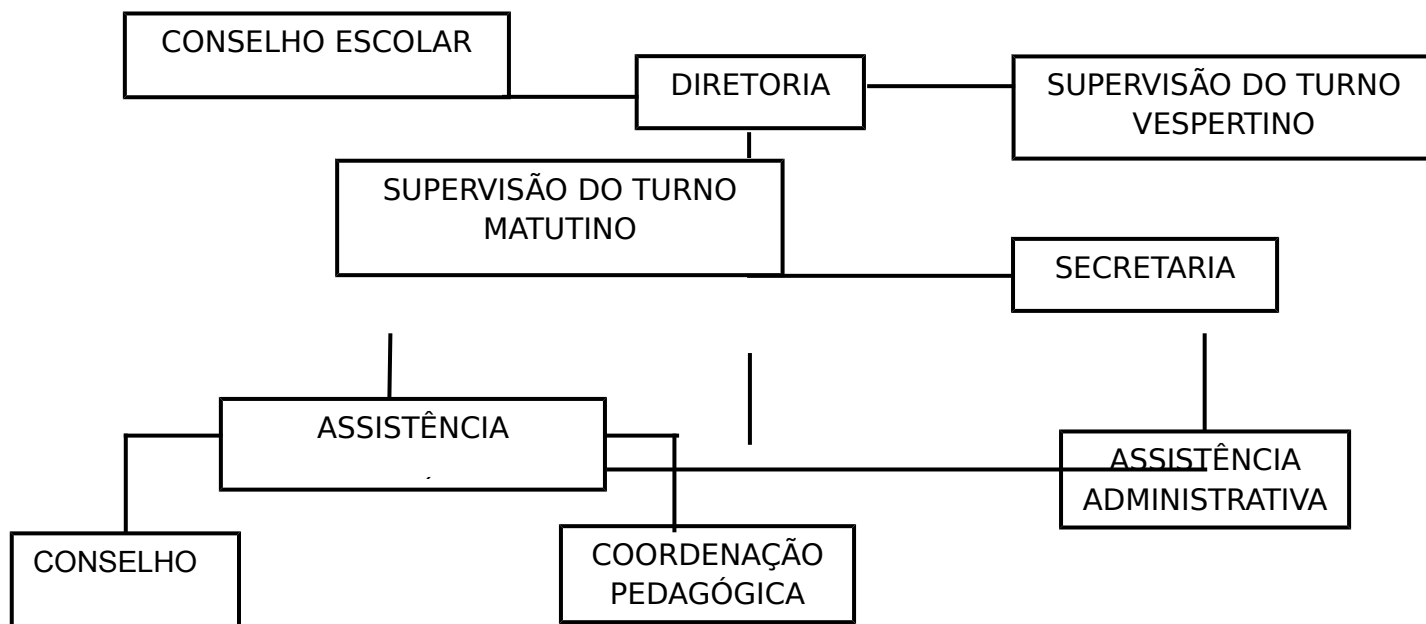 CONSELHO ESCOLAR
DIRETORIA
SUPERVISÃO DO TURNO
VESPERTINO
SUPERVISÃO DO TURNO
MATUTINO
SECRETARIA
ASSISTÊNCIA
ASSISTÊNCIA
ADMINISTRATIVA
CONSELHO
COORDENAÇÃO
PEDAGÓGICA